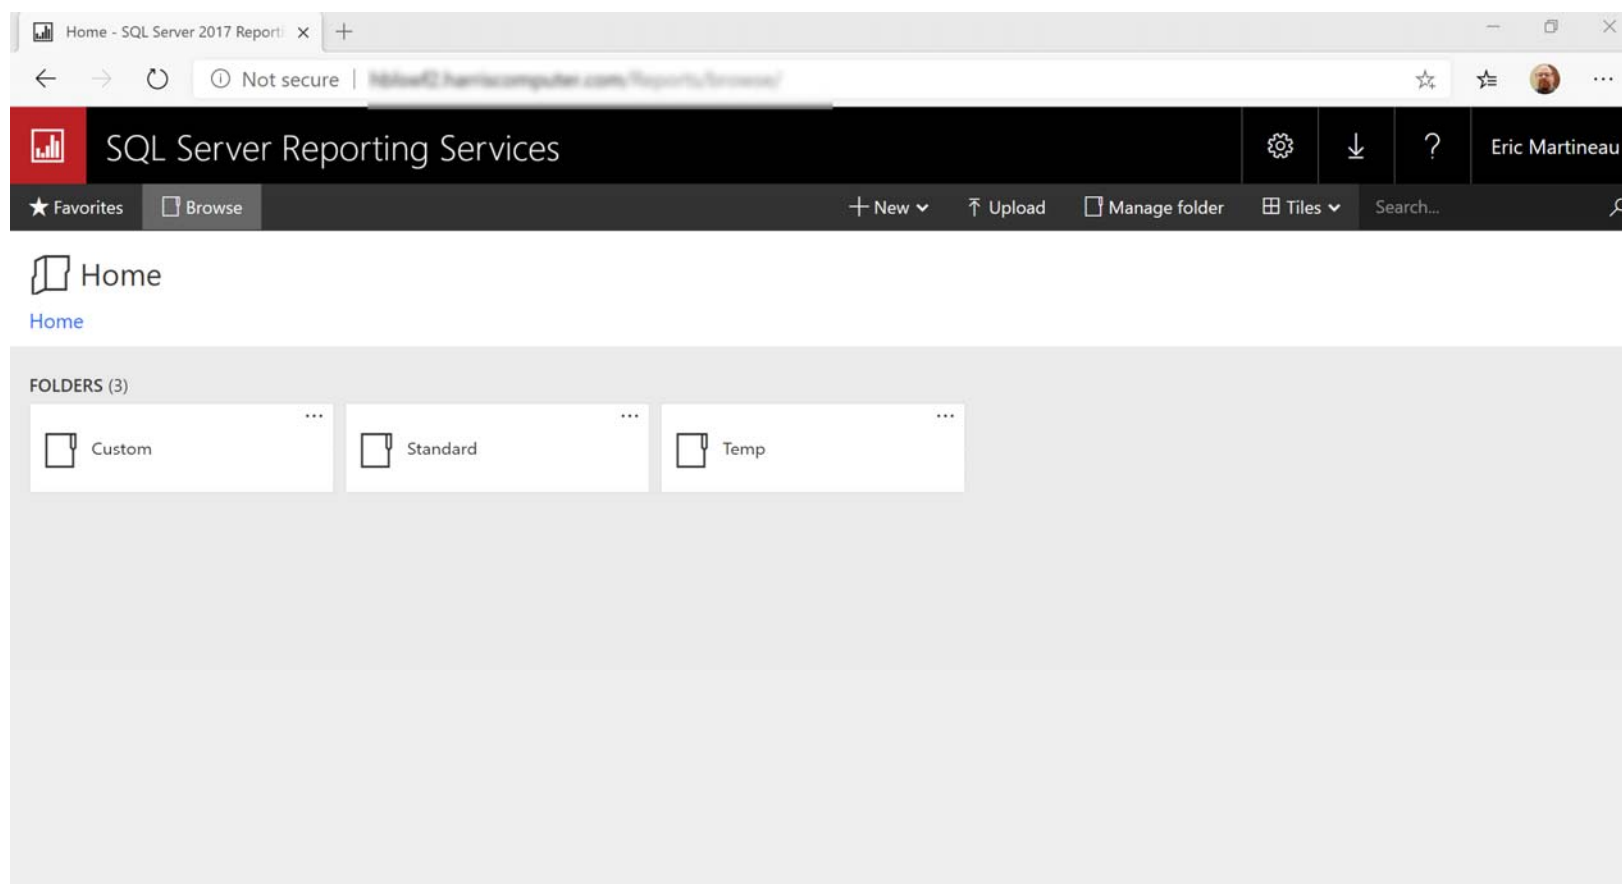 Home - SQL Server 2017 Report
Not secure
SQL Server Reporting Services
Eric Martineau
Favorites Browse New Upload Manage folder Tiles Search...
Home
Home
FOLDERS (3)
Custom Standard Temp